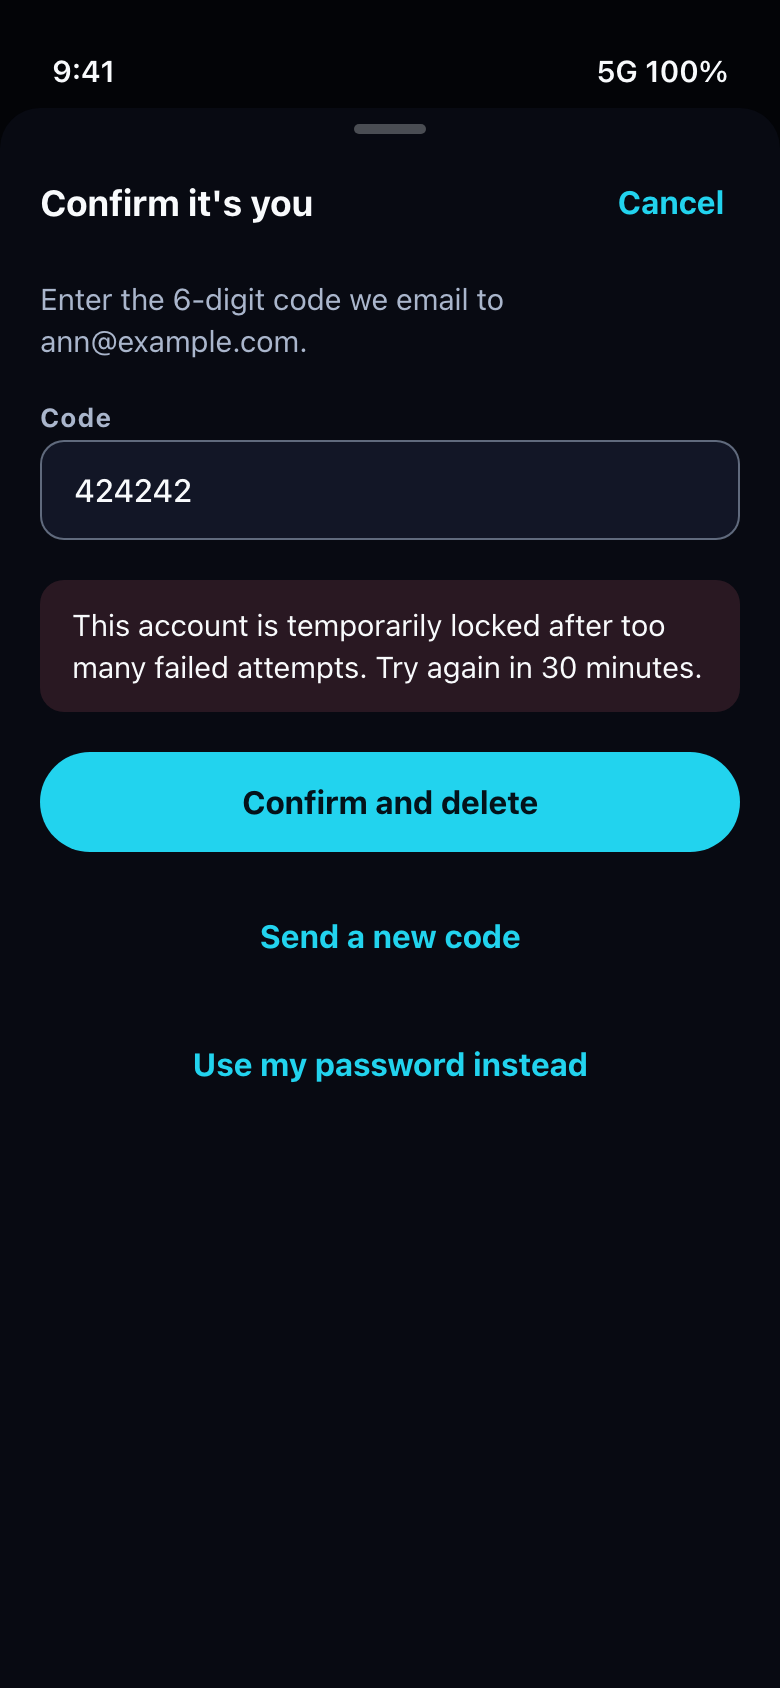 9:41
5G 100%
Confirm it's you
Cancel
Enter the 6-digit code we email to
ann@example.com.
Code
424242
This account is temporarily locked after too
many failed attempts. Try again in 30 minutes.
Confirm and delete
Send a new code
Use my password instead